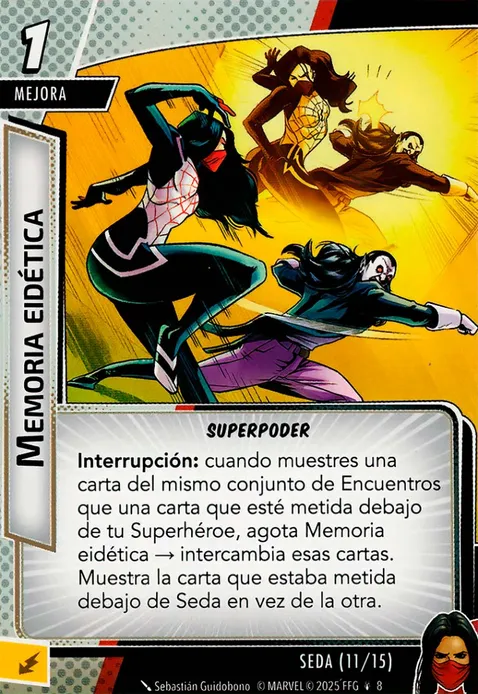 1
MEJORA
MEMORIA EIDÉTICA
SUPERPODER
Interrupción: cuando muestres una
carta del mismo conjunto de Encuentros
que una carta que esté metida debajo
de tu Superhéroe, agota Memoria
eidética → intercambia esas cartas.
Muestra la carta que estaba metida
debajo de Seda en vez de la otra.
SEDA (11/15)
Sebastián Guidobono © MARVEL © 2025 FFG 8